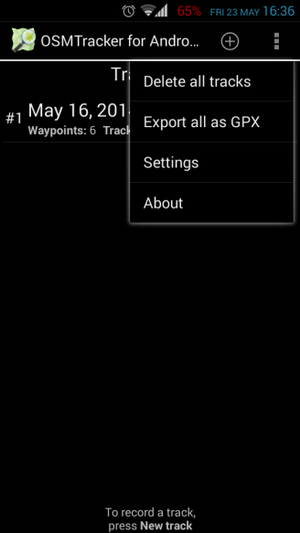 65% FRI 23 MAY 16:36
OSMTracker for Andro...
Tra
#1 May 16, 201
Waypoints: 6 Track
Delete all tracks
Export all as GPX
Settings
About
To record a track,
press New track